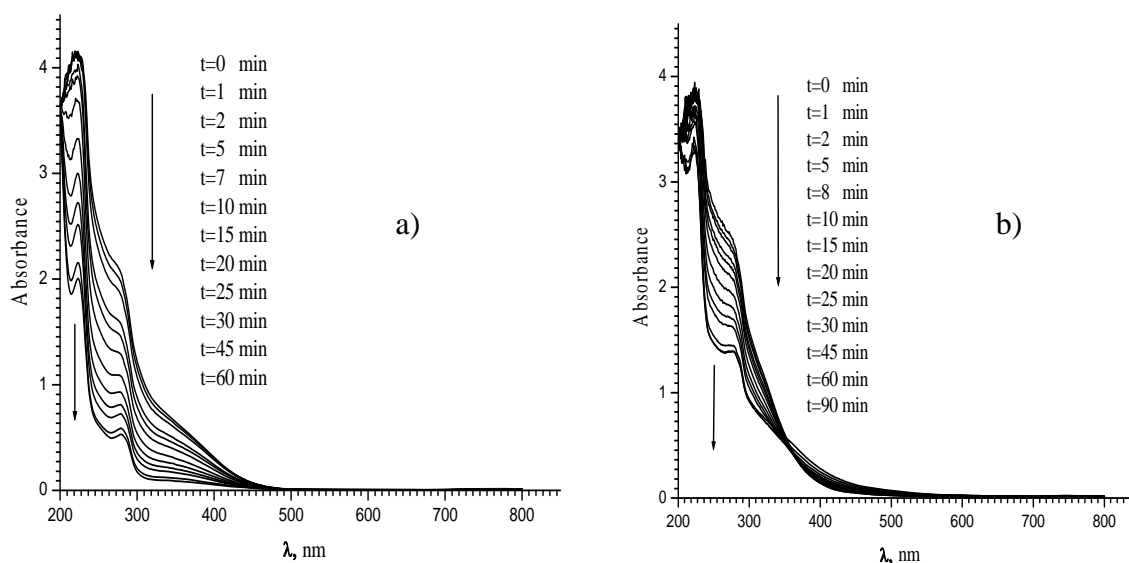 Absorbance
4
3
2
1
0
t=0 min
t=1 min
t=2 min
t=5 min
t=7 min
t=10 min
t=15 min
t=20 min
t=25 min
t=30 min
t=45 min
t=60 min
a)
200 300 400 500 600 700 800
λ, nm
Absorbance
4
3
2
1
0
t=0 min
t=1 min
t=2 min
t=5 min
t=8 min
t=10 min
t=15 min
t=20 min
t=25 min
t=30 min
t=45 min
t=60 min
t=90 min
b)
200 300 400 500 600 700 800
λ, nm